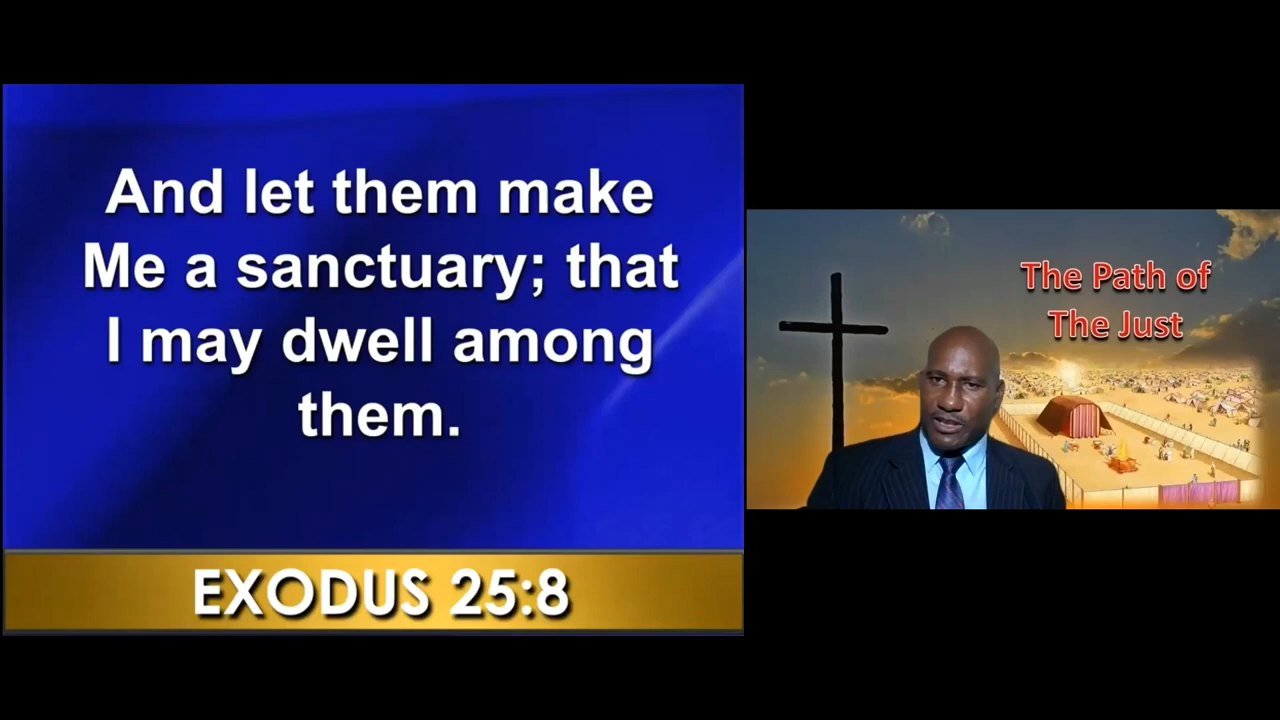 And let them make
Me a sanctuary; that
I may dwell among
them.
EXODUS 25:8
The Path of
The Just